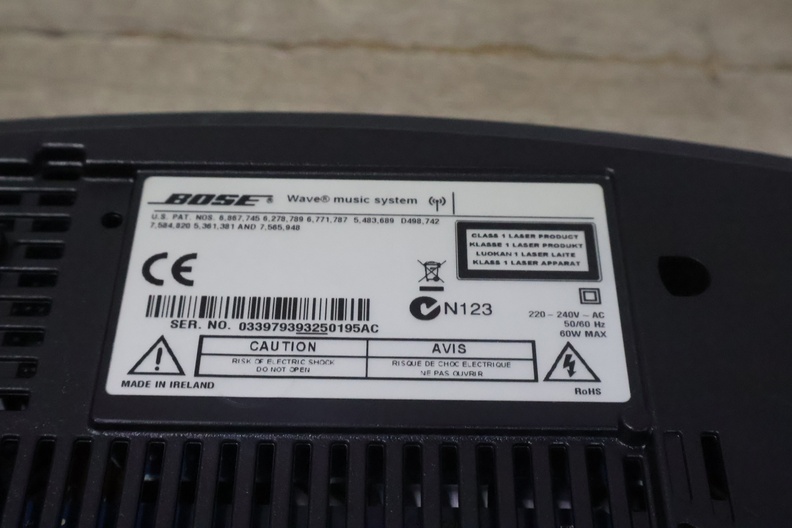 BOSE® Wave® music system
U.S. PAT. NOS. 6,867,745 6,278,789 6,771,787 5,483,689 D498,742
7,584,820 5,361,381 AND 7,565,948
CLASS 1 LASER PRODUCT
KLASSE 1 LASER PRODUKT
LUOKAN 1 LASER LAITE
KLASS 1 LASER APPARAT
CE
N123
220 - 240V ~ AC
50/60 Hz
60W MAX
SER. NO. 033979393250195AC
CAUTION
RISK OF ELECTRIC SHOCK
DO NOT OPEN
AVIS
RISQUE DE CHOC ELECTRIQUE
NE PAS OUVRIR
MADE IN IRELAND
RoHS